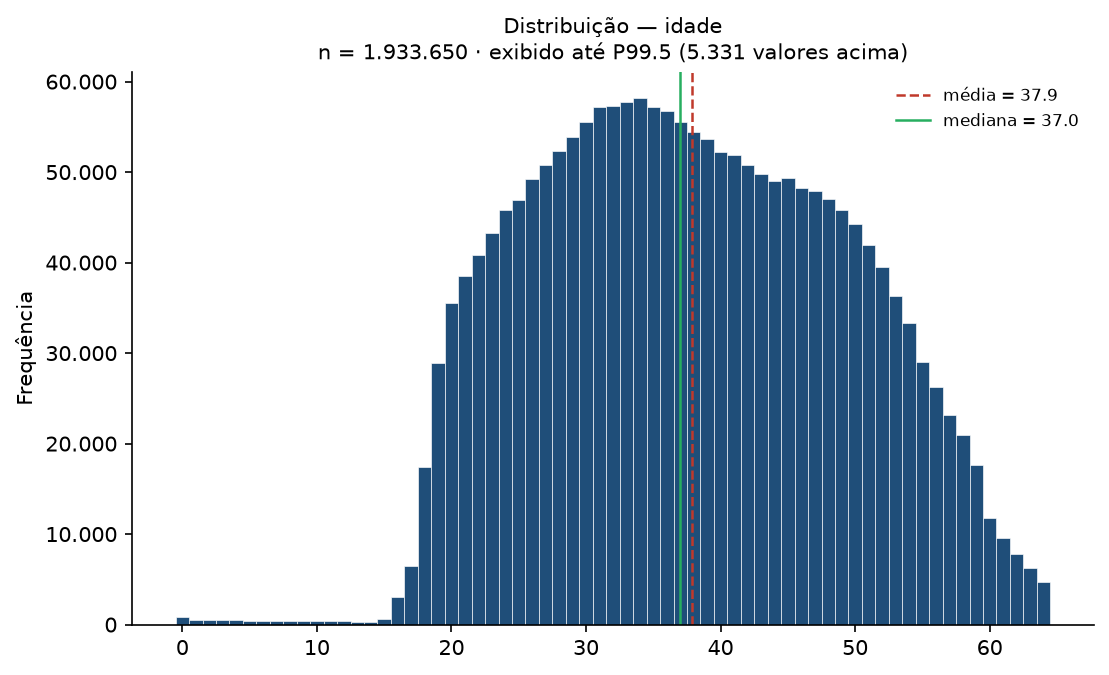 Distribuição — idade
n = 1.933.650 · exibido até P99.5 (5.331 valores acima)
média = 37.9
mediana = 37.0
Frequência
60.000
50.000
40.000
30.000
20.000
10.000
0
0 10 20 30 40 50 60